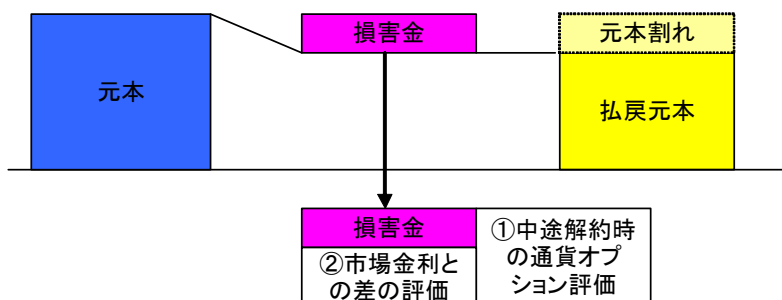 損害金
元本割れ
元本
払戻元本
損害金
②市場金利と
の差の評価
①中途解約時
の通貨オプ
ション評価